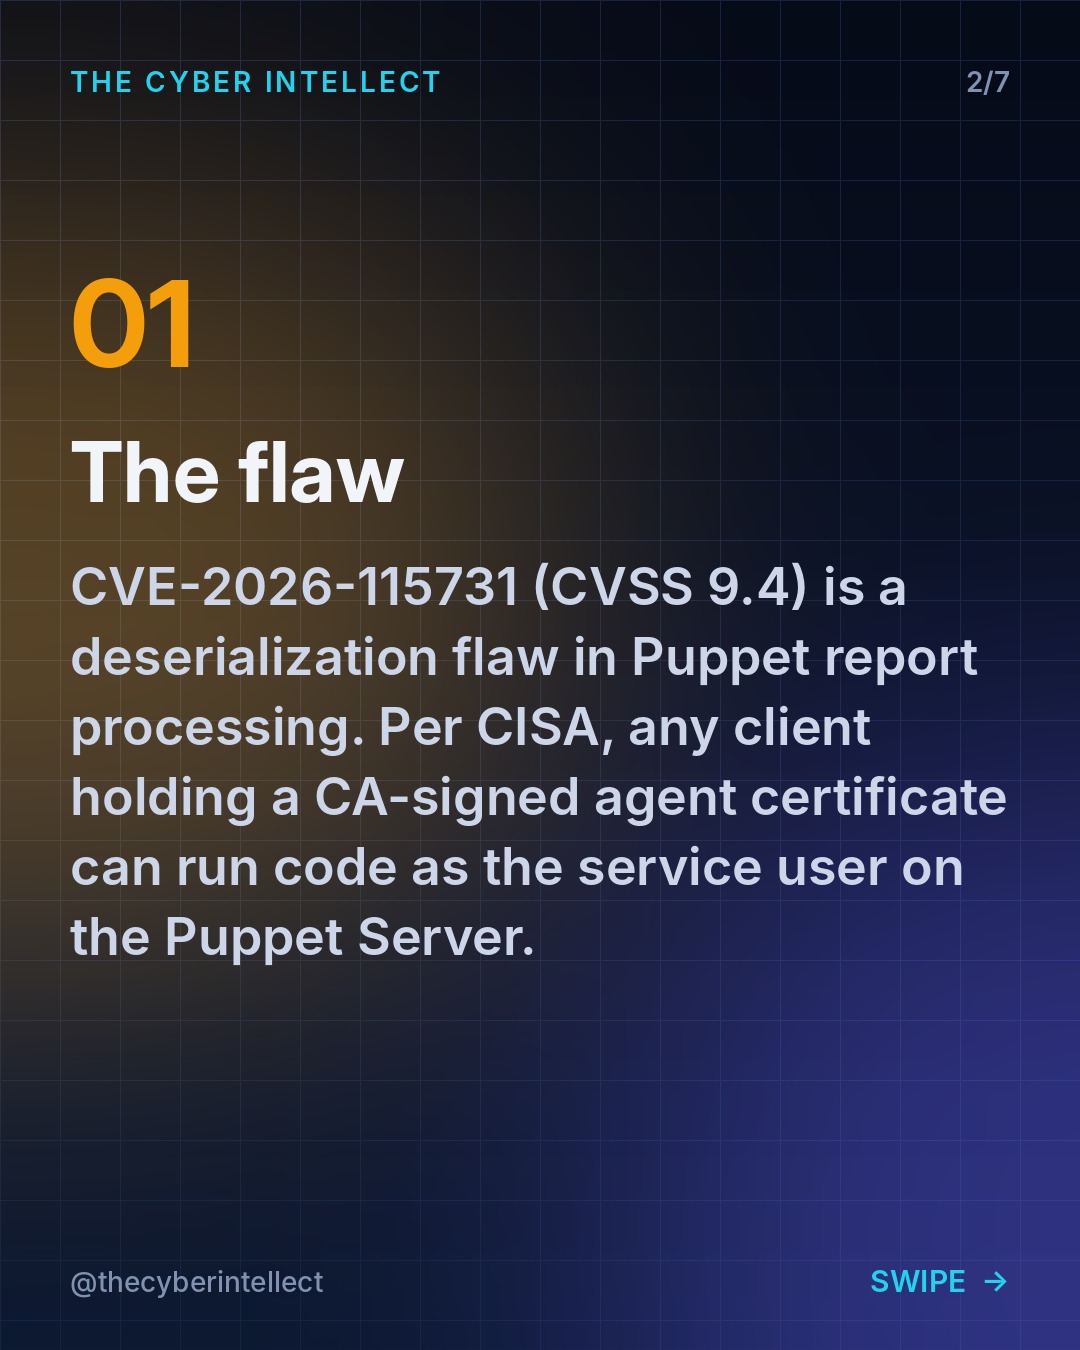 THE CYBER INTELLECT
2/7
01
The flaw
CVE-2026-115731 (CVSS 9.4) is a
deserialization flaw in Puppet report
processing. Per CISA, any client
holding a CA-signed agent certificate
can run code as the service user on
the Puppet Server.
@thecyberintellect
SWIPE →